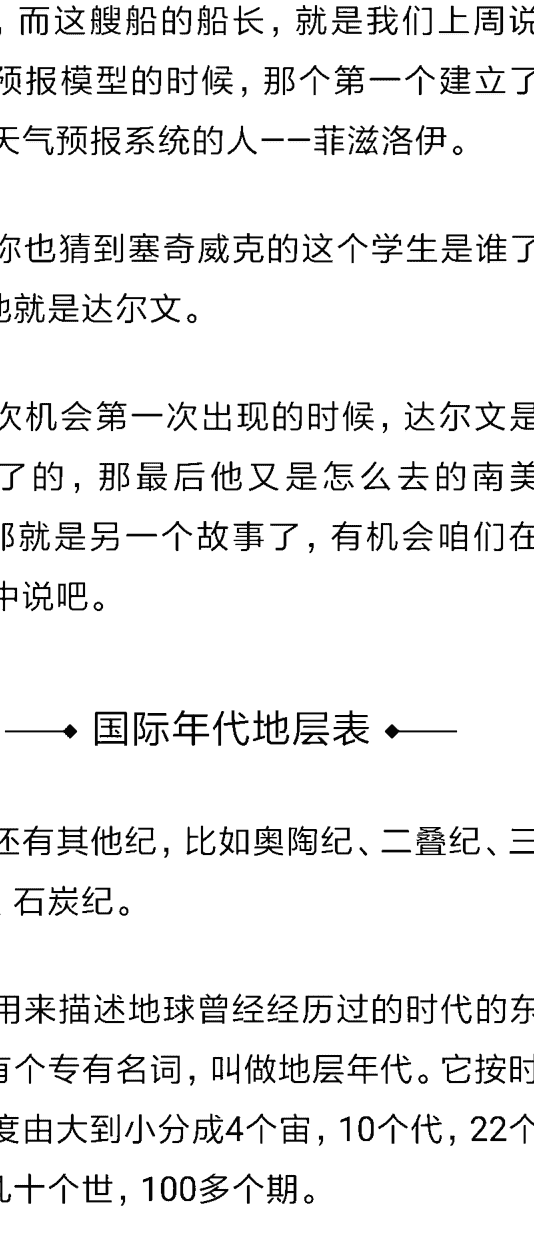 ，而这艘船的船长，就是我们上周说
预报模型的时候，那个第一个建立了
天气预报系统的人——菲滋洛伊。
你也猜到塞奇威克的这个学生是谁了
他就是达尔文。
次机会第一次出现的时候，达尔文是
了的，那最后他又是怎么去的南美
那就是另一个故事了，有机会咱们在
中说吧。
国际年代地层表
还有其他纪，比如奥陶纪、二叠纪、三
、石炭纪。
用来描述地球曾经经历过的时代的东
有个专有名词，叫做地层年代。它按时
度由大到小分成4个宙，10个代，22个
几十个世，100多个期。